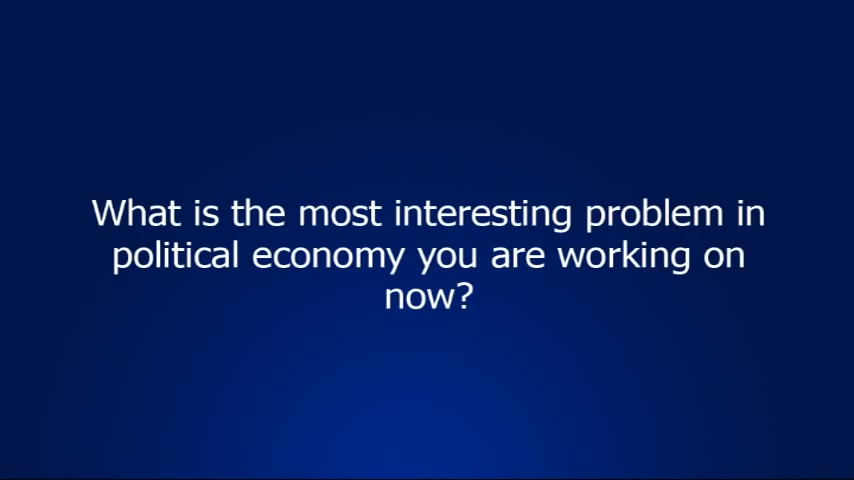 What is the most interesting problem in
political economy you are working on
now?